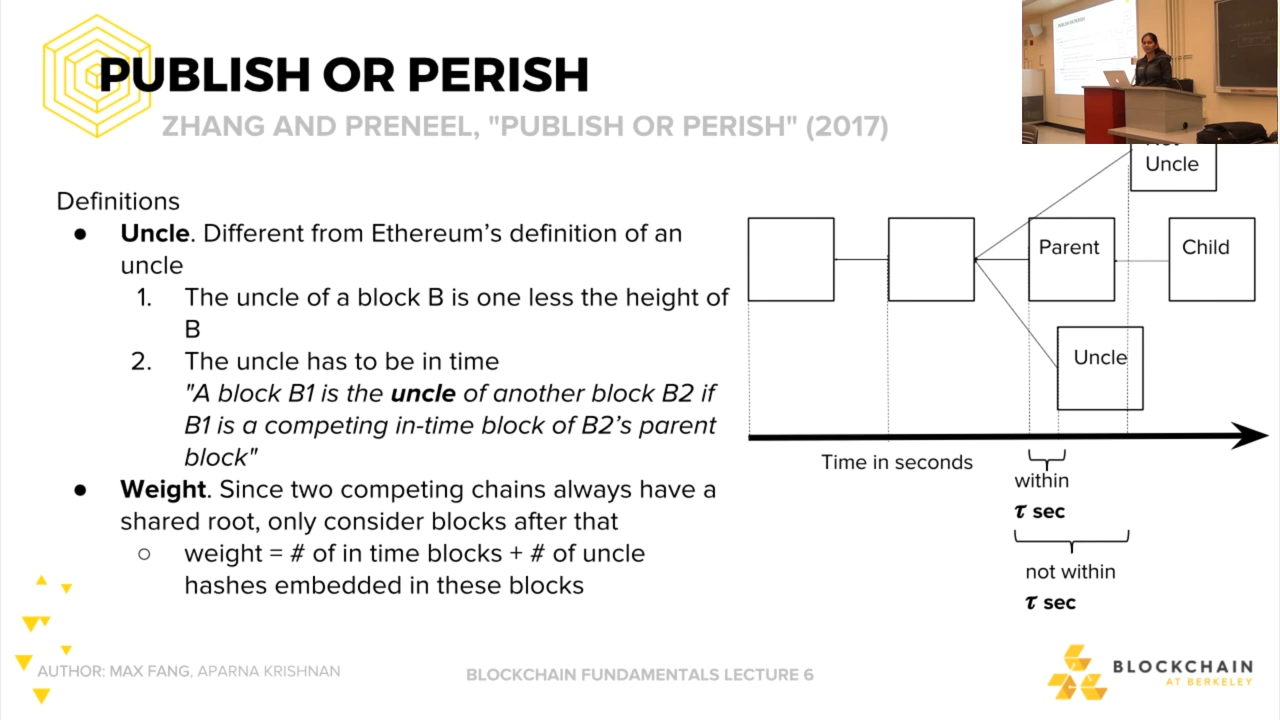 PUBLISH OR PERISH
ZHANG AND PRENEEL, "PUBLISH OR PERISH" (2017)
Definitions
● Uncle. Different from Ethereum's definition of an
uncle
1. The uncle of a block B is one less the height of
B
2. The uncle has to be in time
"A block B1 is the uncle of another block B2 if
B1 is a competing in-time block of B2's parent
block"
● Weight. Since two competing chains always have a
shared root, only consider blocks after that
○ weight = # of in time blocks + # of uncle
hashes embedded in these blocks
Uncle
Parent
Child
Uncle
Time in seconds
within
τ sec
not within
τ sec
AUTHOR: MAX FANG, APARNA KRISHNAN
BLOCKCHAIN FUNDAMENTALS LECTURE 6
BLOCKCHAIN
AT BERKELEY